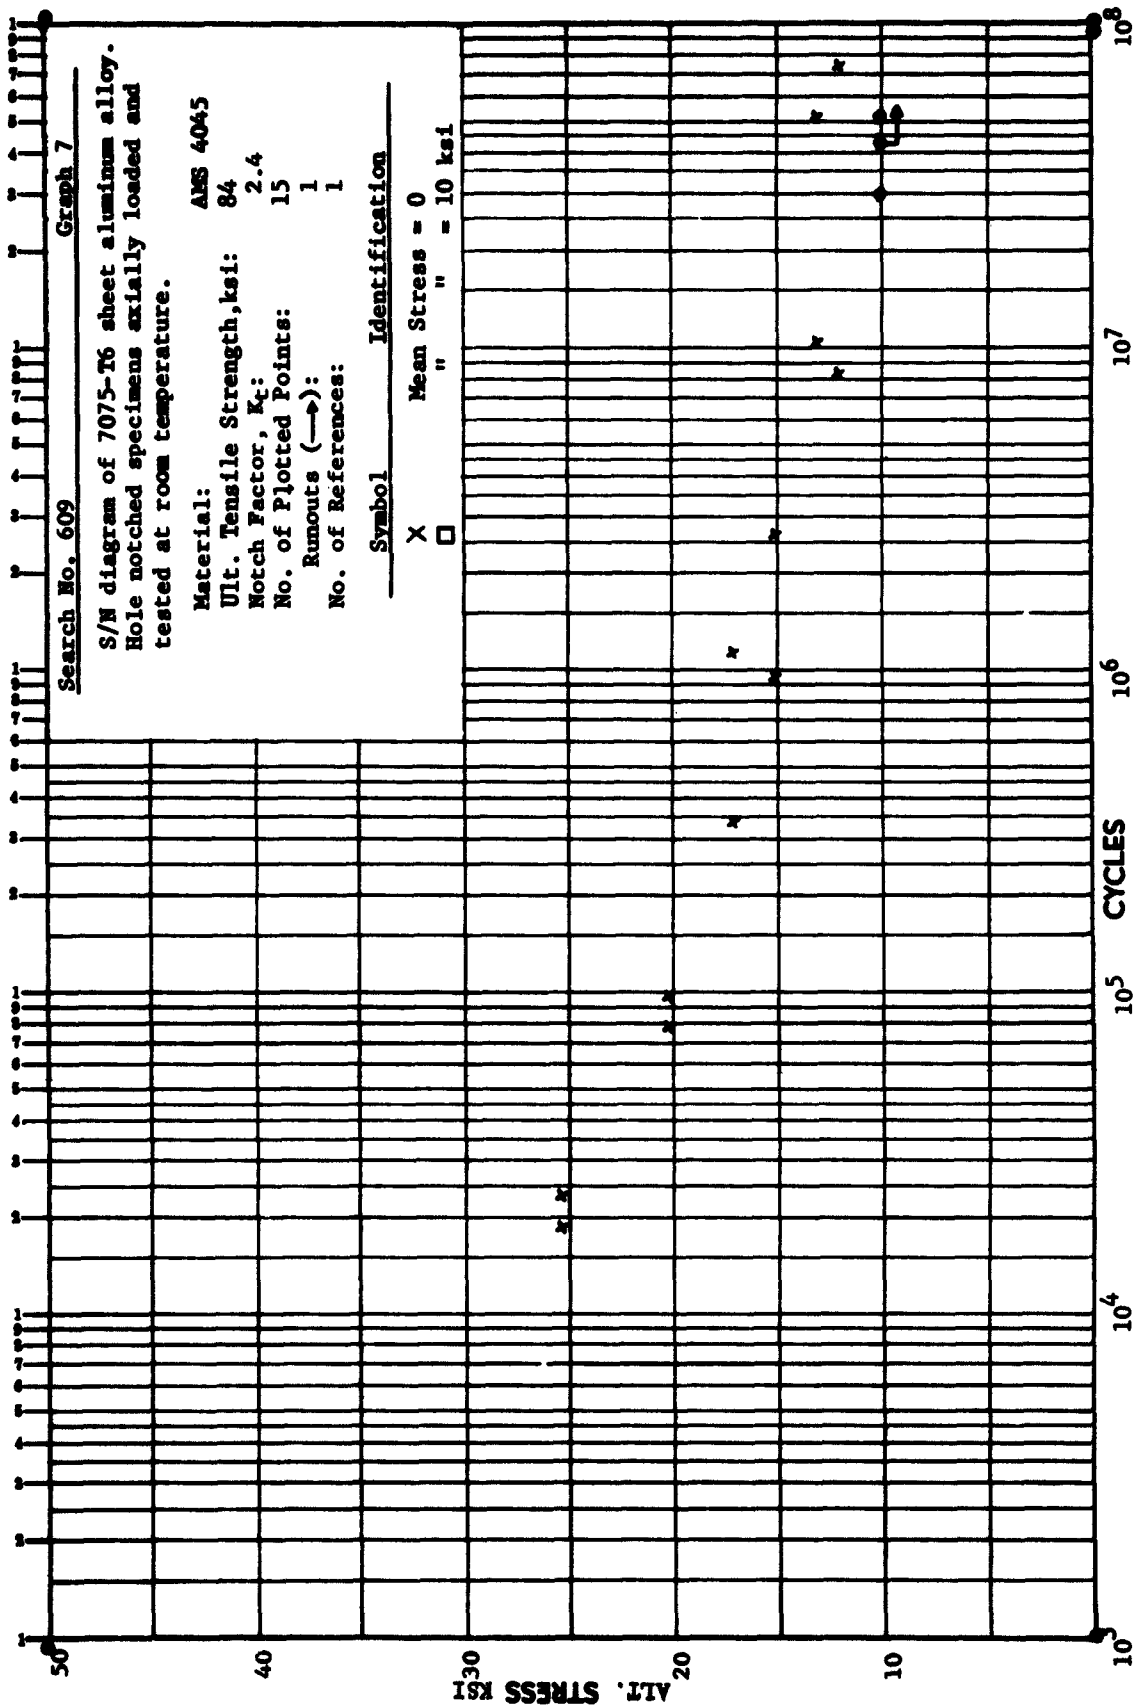 Search No. 609 Graph 7
S/N diagram of 7075-T6 sheet aluminum alloy.
Hole notched specimens axially loaded and
tested at room temperature.
Material: AMS 4045
Ult. Tensile Strength,ksi: 84
Notch Factor, Kt: 2.4
No. of Plotted Points: 15
Runouts (→): 1
No. of References: 1
Symbol Identification
X Mean Stress = 0
□ " " = 10 ksi
50
40
30
20
10
ALT. STRESS KSI
10³ 10⁴ 10⁵ 10⁶ 10⁷ 10⁸
CYCLES